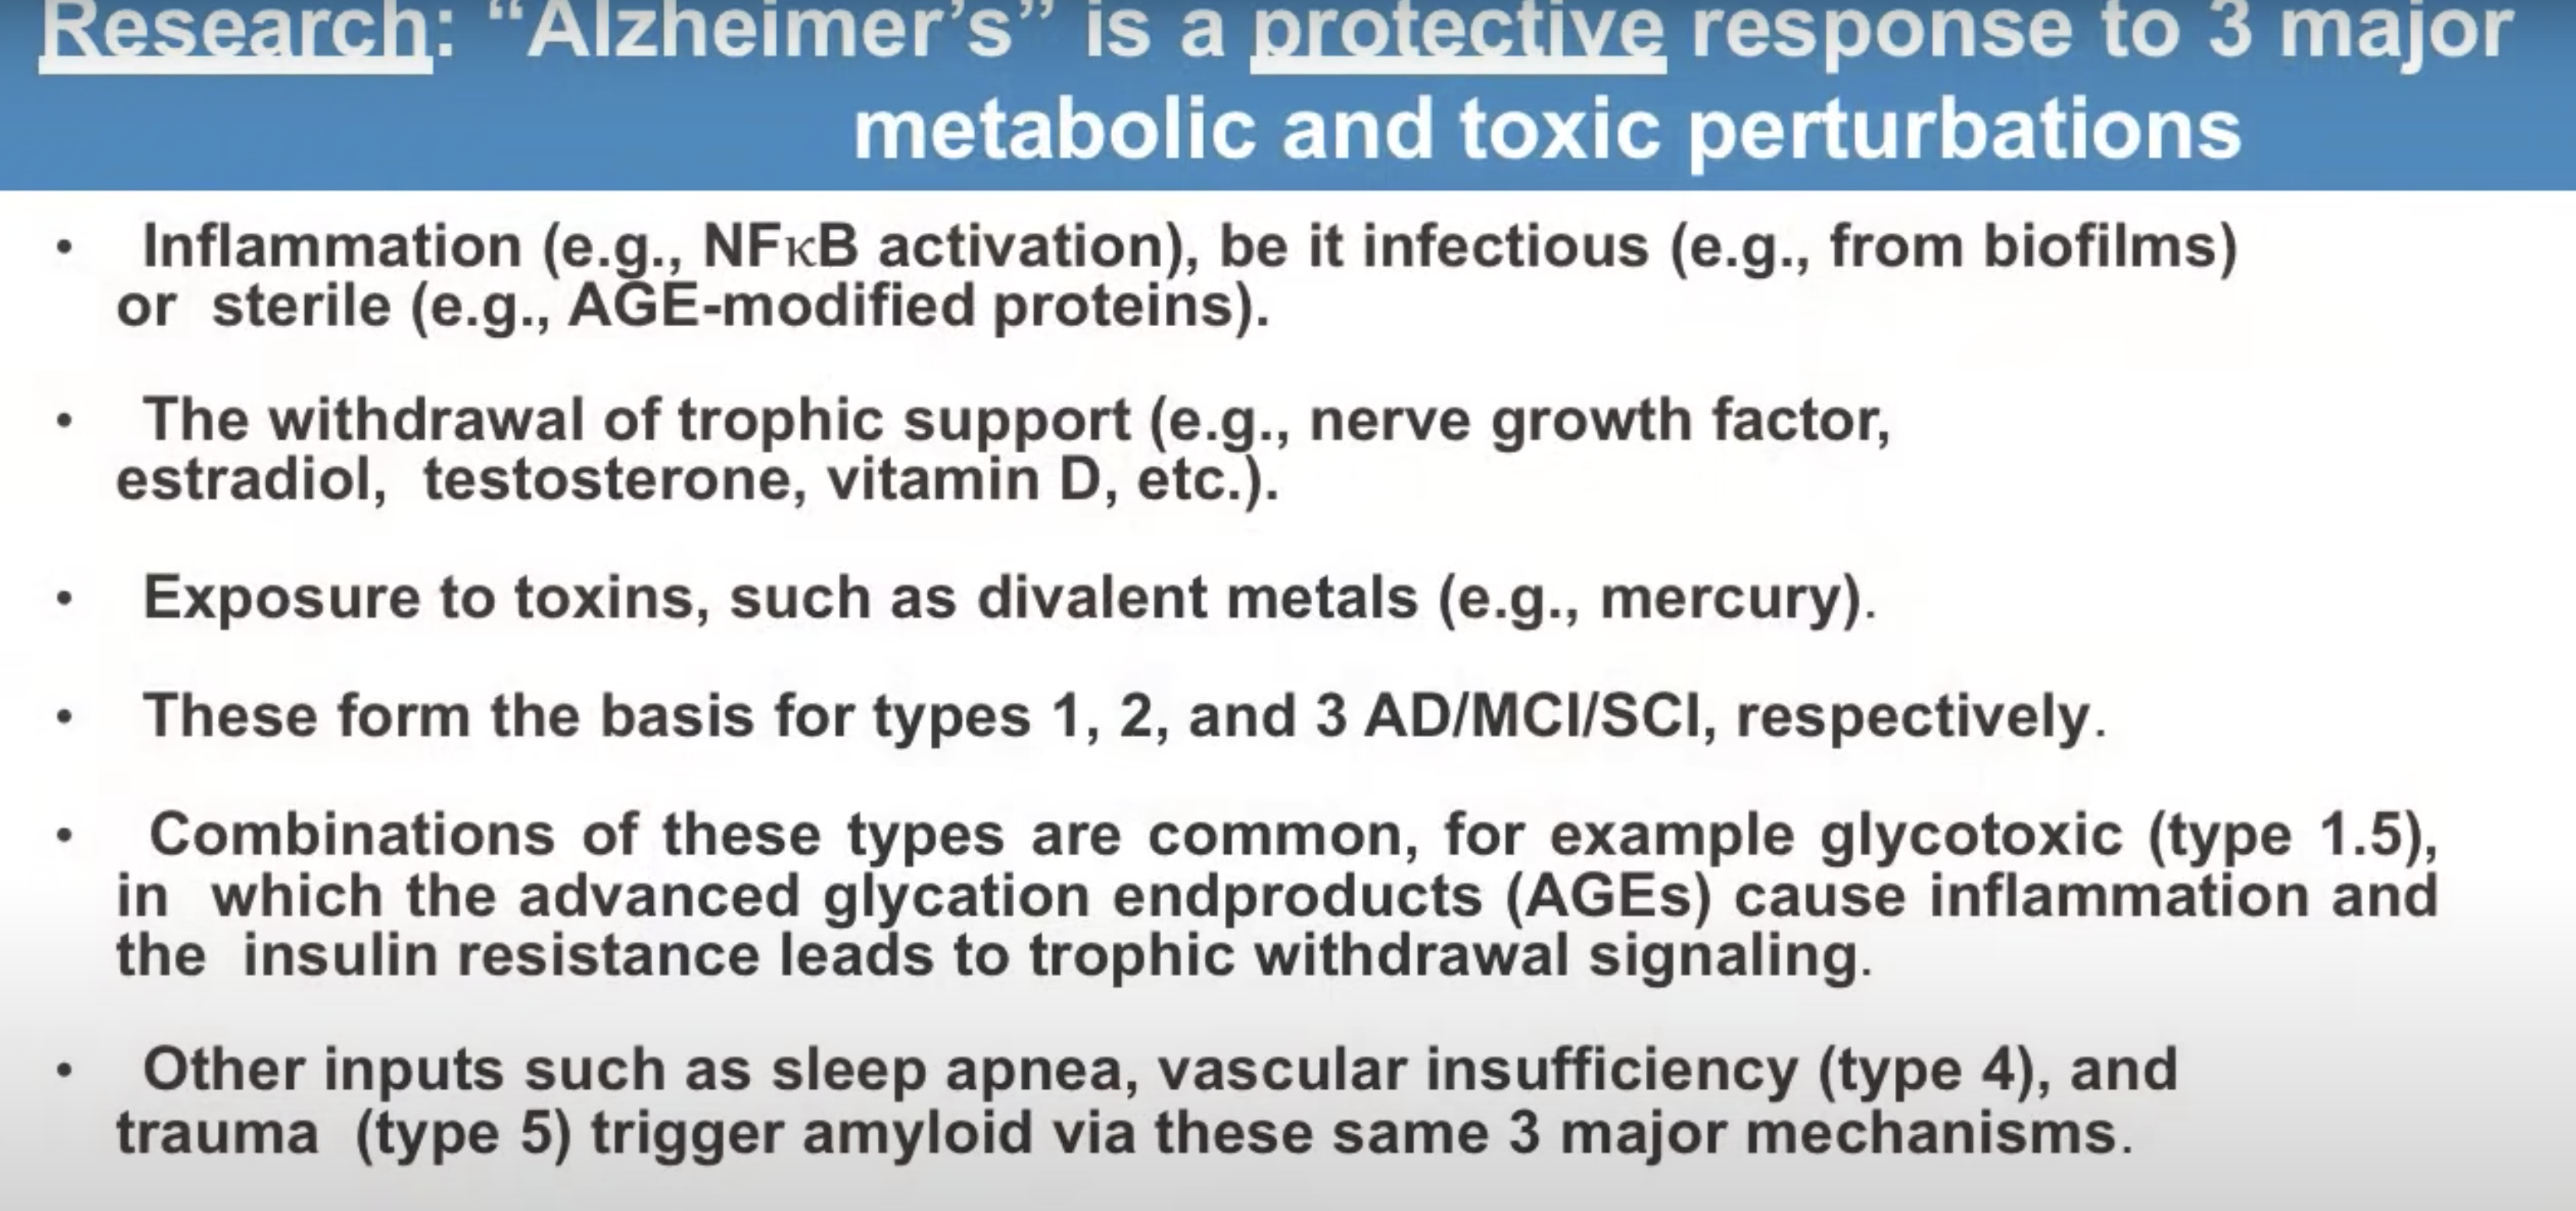 Research: “Alzheimer’s” is a protective response to 3 major
metabolic and toxic perturbations
• Inflammation (e.g., NFκB activation), be it infectious (e.g., from biofilms)
or sterile (e.g., AGE-modified proteins).
• The withdrawal of trophic support (e.g., nerve growth factor,
estradiol, testosterone, vitamin D, etc.).
• Exposure to toxins, such as divalent metals (e.g., mercury).
• These form the basis for types 1, 2, and 3 AD/MCI/SCI, respectively.
• Combinations of these types are common, for example glycotoxic (type 1.5),
in which the advanced glycation endproducts (AGEs) cause inflammation and
the insulin resistance leads to trophic withdrawal signaling.
• Other inputs such as sleep apnea, vascular insufficiency (type 4), and
trauma (type 5) trigger amyloid via these same 3 major mechanisms.